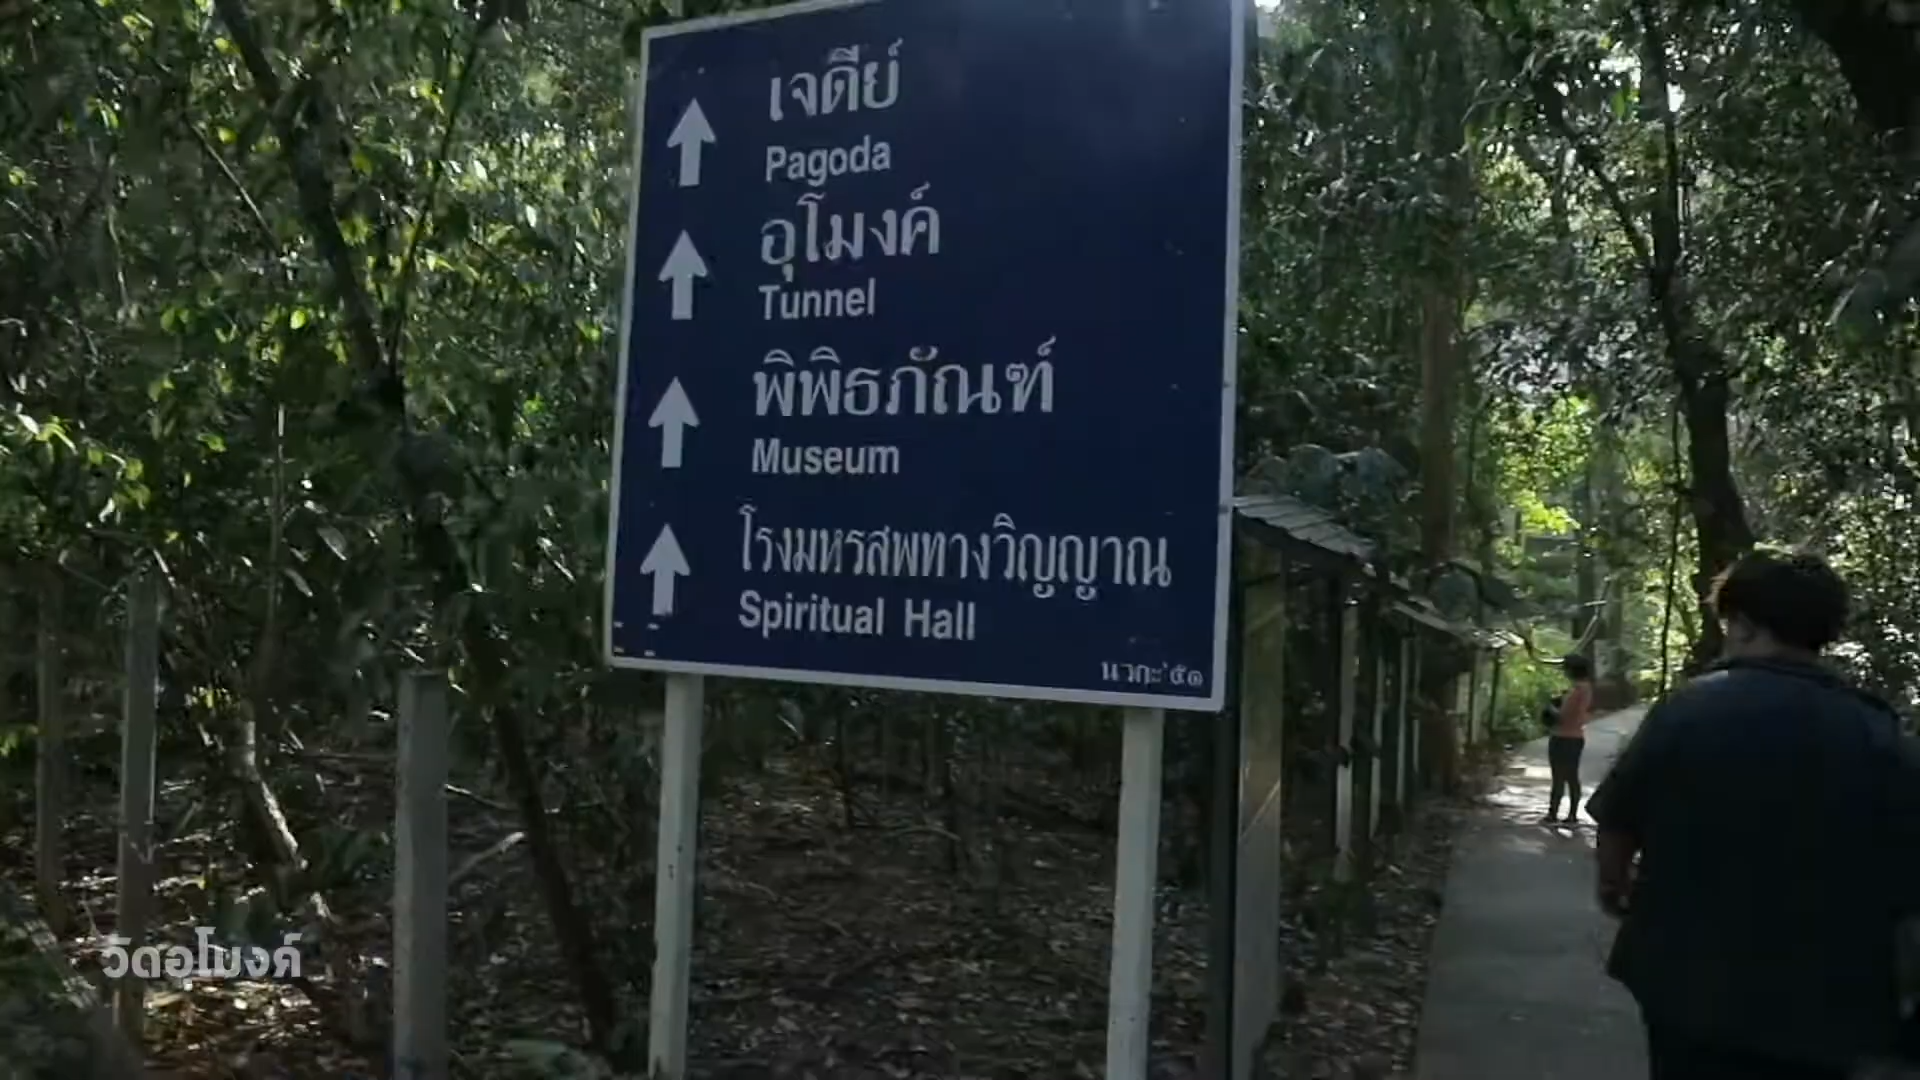 เจดีย์
Pagoda
อุโมงค์
Tunnel
พิพิธภัณฑ์
Museum
โรงมหรสพทางวิญญาณ
Spiritual Hall
นวกะ'๕๑
วัดอุโมงค์